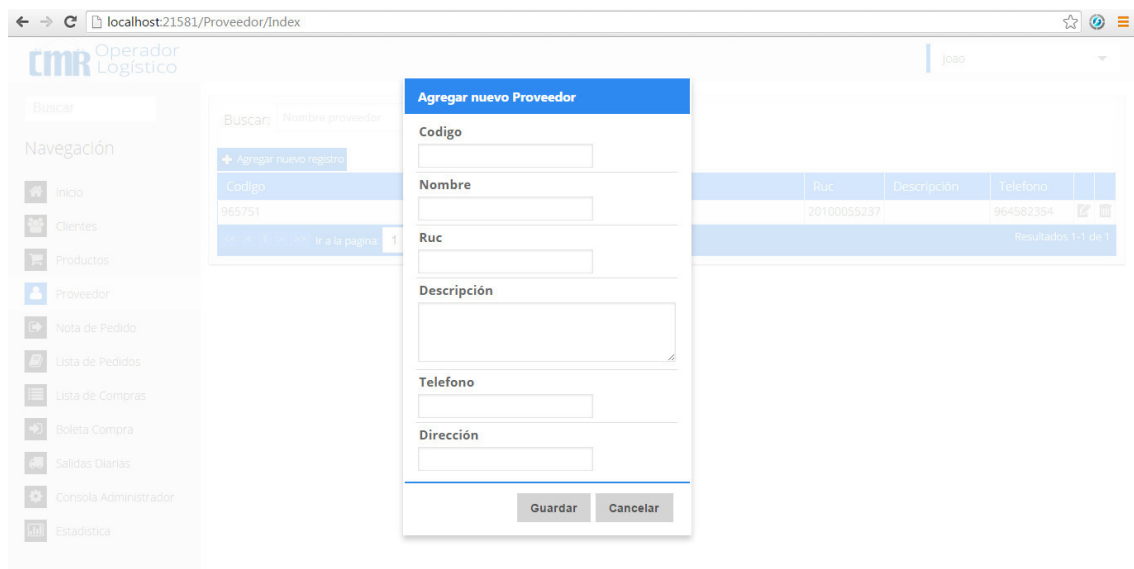 localhost:21581/Proveedor/Index
CMR Operador Logístico
joao
Buscar
Navegación
Inicio
Clientes
Productos
Proveedor
Nota de Pedido
Lista de Pedidos
Lista de Compras
Boleta Compra
Salidas Diarias
Consola Administrador
Estadistica
Buscar: Nombre proveedor
Agregar nuevo registro
Codigo Ruc Descripción Telefono
965751 20100055237 964582354
Ir a la pagina: 1 Resultados 1-1 de 1
Agregar nuevo Proveedor
Codigo
Nombre
Ruc
Descripción
Telefono
Dirección
Guardar Cancelar